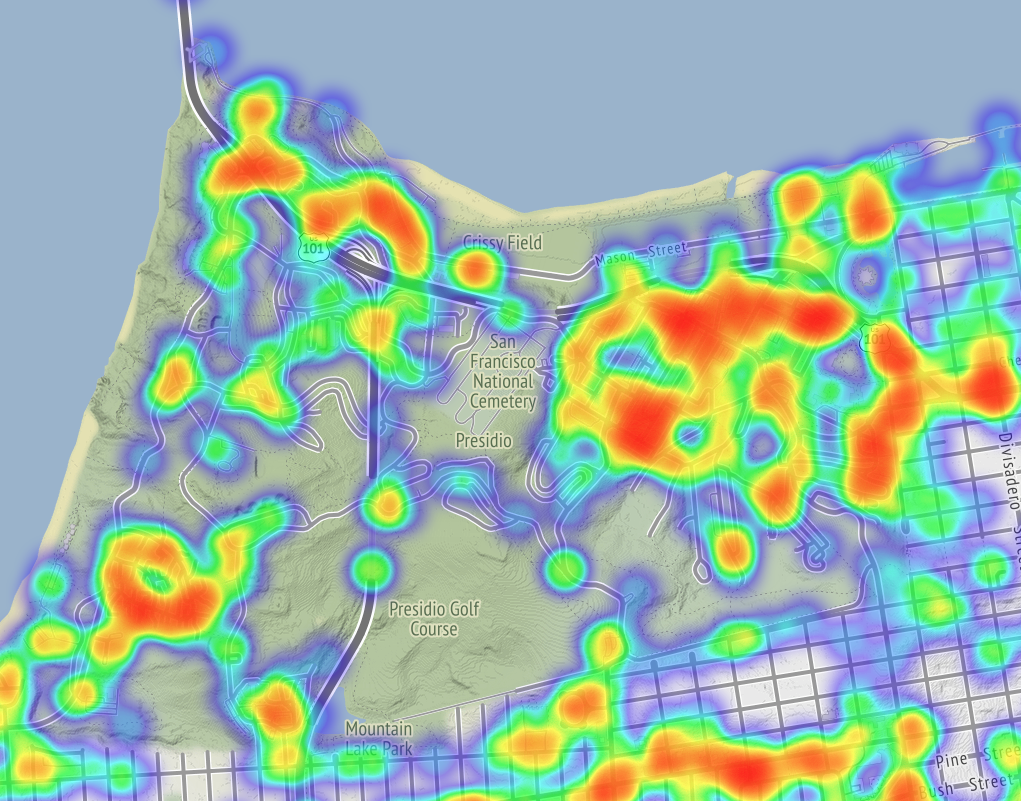 Crissy Field
Mason Street
101
101
San
Francisco
National
Cemetery
Presidio
Divisadero Street
Presidio Golf
Course
Mountain
Lake Park
Pine Stree
Bush Street